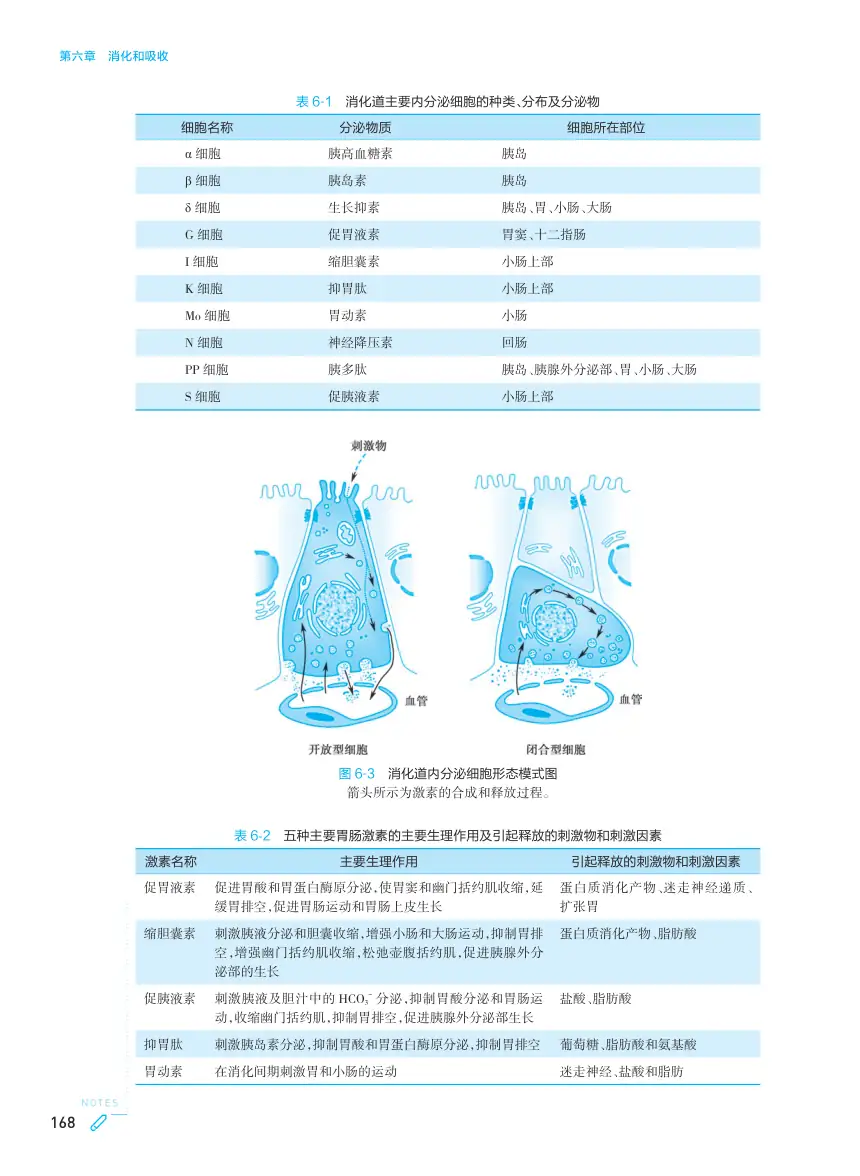 第六章 消化和吸收
表 6-1 消化道主要内分泌细胞的种类、分布及分泌物
细胞名称 分泌物质 细胞所在部位
α 细胞 胰高血糖素 胰岛
β 细胞 胰岛素 胰岛
δ 细胞 生长抑素 胰岛、胃、小肠、大肠
G 细胞 促胃液素 胃窦、十二指肠
I 细胞 缩胆囊素 小肠上部
K 细胞 抑胃肽 小肠上部
Mo 细胞 胃动素 小肠
N 细胞 神经降压素 回肠
PP 细胞 胰多肽 胰岛、胰腺外分泌部、胃、小肠、大肠
S 细胞 促胰液素 小肠上部
刺激物
血管 血管
开放型细胞 闭合型细胞
图 6-3 消化道内分泌细胞形态模式图
箭头所示为激素的合成和释放过程。
表 6-2 五种主要胃肠激素的主要生理作用及引起释放的刺激物和刺激因素
激素名称 主要生理作用 引起释放的刺激物和刺激因素
促胃液素 促进胃酸和胃蛋白酶原分泌,使胃窦和幽门括约肌收缩,延 蛋白质消化产物、迷走神经递质、
缓胃排空,促进胃肠运动和胃肠上皮生长 扩张胃
缩胆囊素 刺激胰液分泌和胆囊收缩,增强小肠和大肠运动,抑制胃排 蛋白质消化产物、脂肪酸
空,增强幽门括约肌收缩,松弛壶腹括约肌,促进胰腺外分
泌部的生长
促胰液素 刺激胰液及胆汁中的 HCO₃⁻ 分泌,抑制胃酸分泌和胃肠运 盐酸、脂肪酸
动,收缩幽门括约肌,抑制胃排空,促进胰腺外分泌部生长
抑胃肽 刺激胰岛素分泌,抑制胃酸和胃蛋白酶原分泌,抑制胃排空 葡萄糖、脂肪酸和氨基酸
胃动素 在消化间期刺激胃和小肠的运动 迷走神经、盐酸和脂肪
NOTES
168